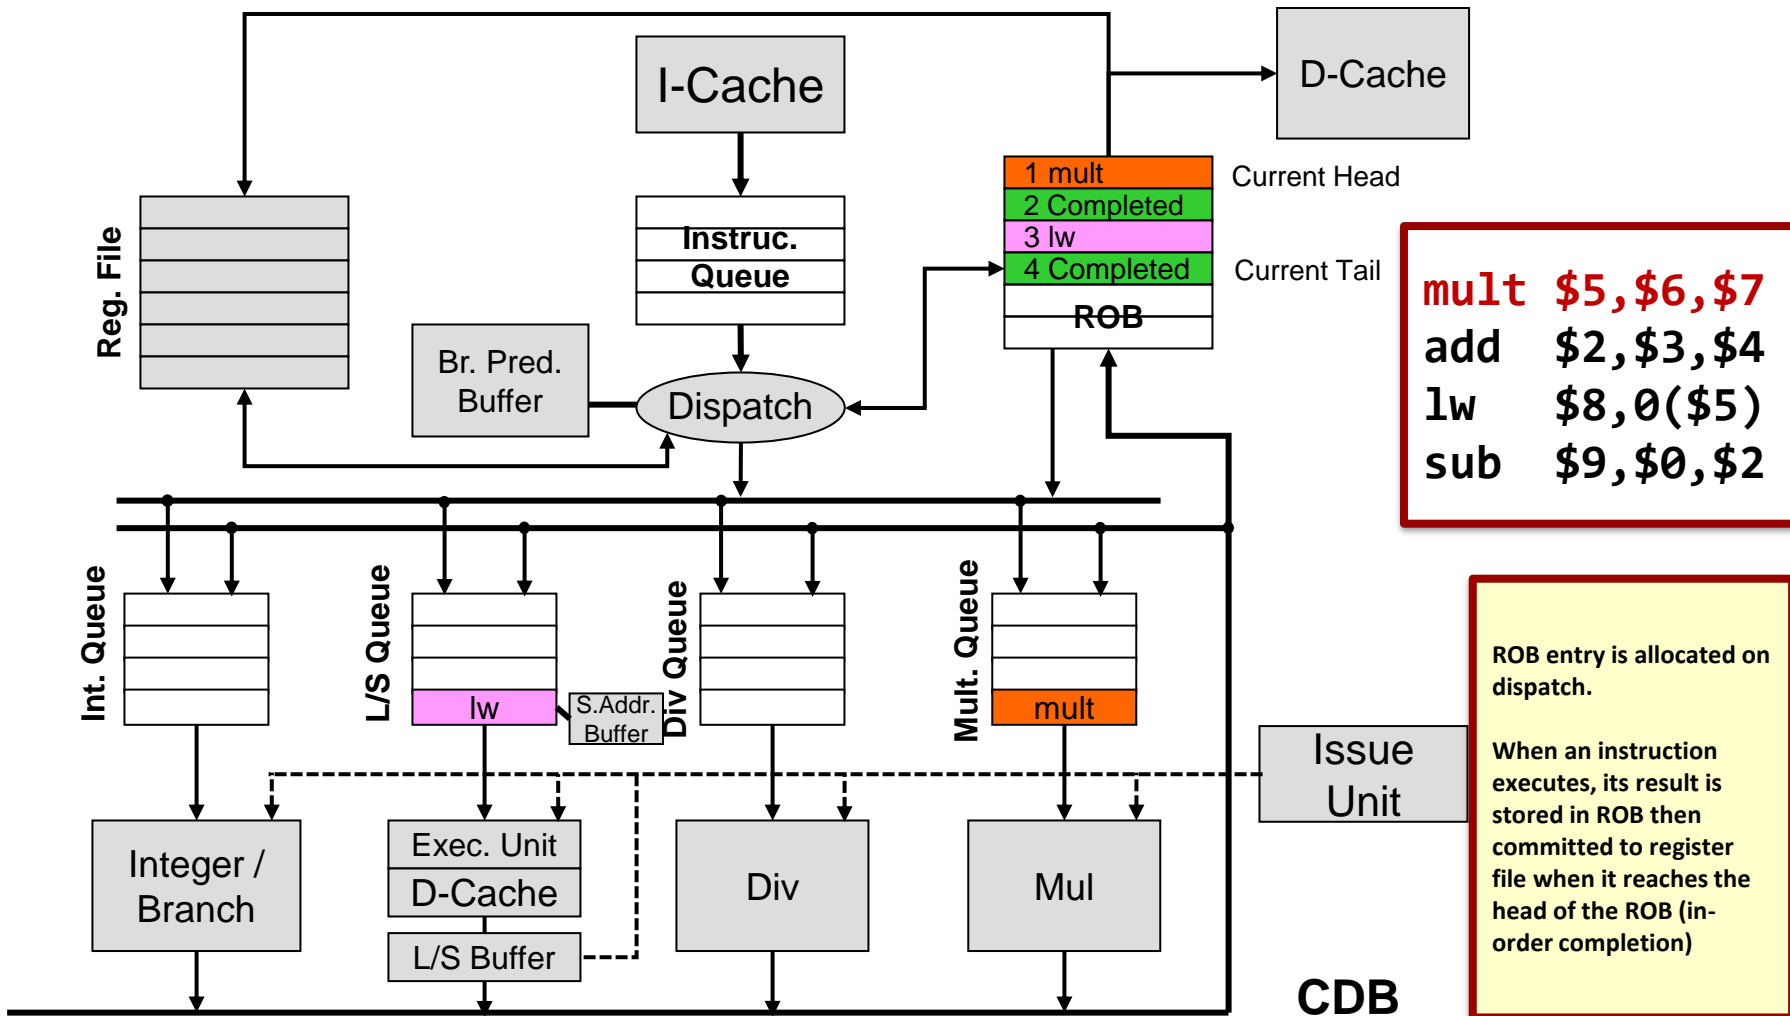 I-Cache
D-Cache
1 mult
Current Head
2 Completed
3 lw
4 Completed
Current Tail
ROB
Reg. File
Instruc.
Queue
Br. Pred.
Buffer
Dispatch
mult $5,$6,$7
add $2,$3,$4
lw $8,0($5)
sub $9,$0,$2
Int. Queue
L/S Queue
lw
S.Addr.
Buffer
Div Queue
Mult. Queue
mult
Issue
Unit
ROB entry is allocated on
dispatch.
When an instruction
executes, its result is
stored in ROB then
committed to register
file when it reaches the
head of the ROB (in-
order completion)
Integer /
Branch
Exec. Unit
D-Cache
L/S Buffer
Div
Mul
CDB